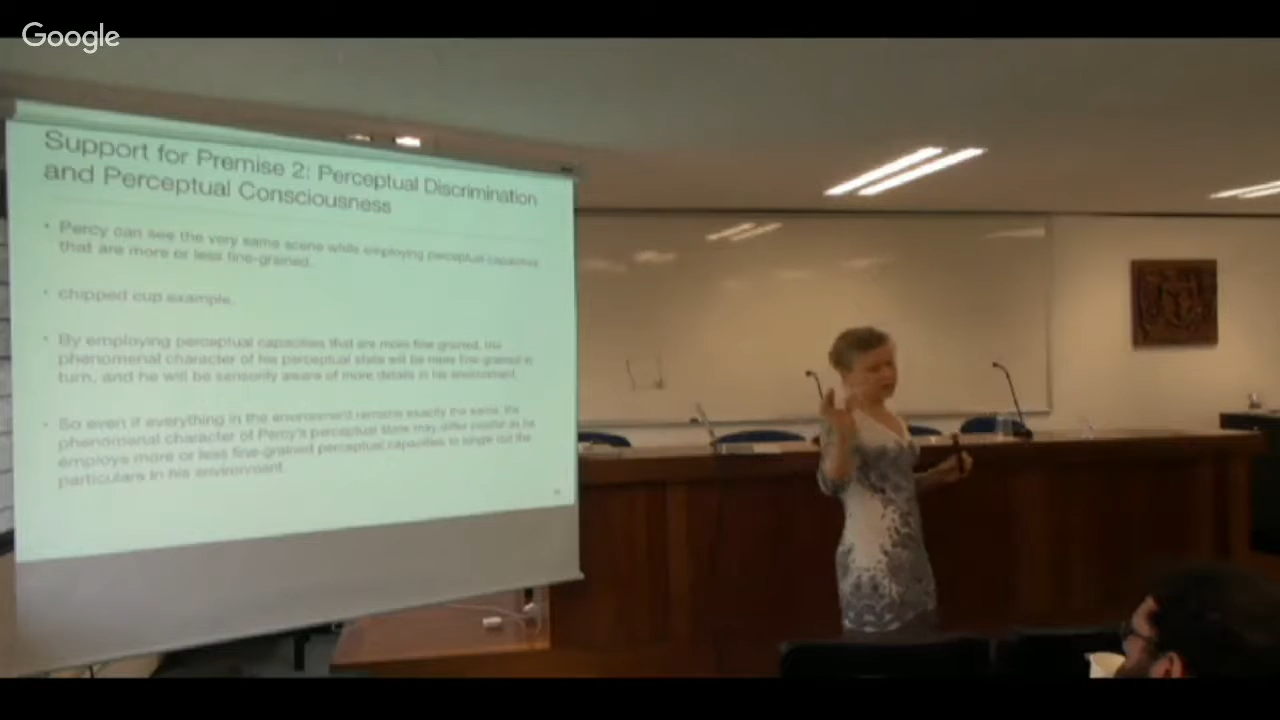 Google
Support for Premise 2: Perceptual Discrimination
and Perceptual Consciousness
• Percy can see the very same scene while employing perceptual capacities
that are more or less fine-grained.
• chipped cup example.
• By employing perceptual capacities that are more fine grained, the
phenomenal character of his perceptual state will be more fine-grained in
turn, and he will be sensorily aware of more details in his environment.
• So even if everything in the environment remains exactly the same, the
phenomenal character of Percy's perceptual state may differ as he
employs more or less fine-grained perceptual capacities to single out the
particulars in his environment.